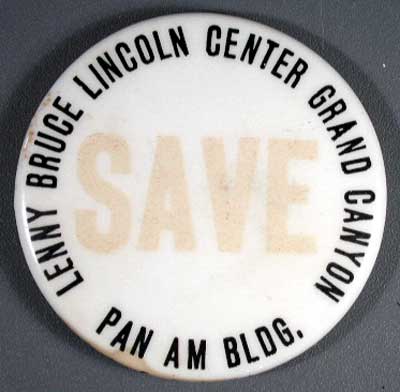 LENNY BRUCE LINCOLN CENTER GRAND CANYON
SAVE
PAN AM BLDG.